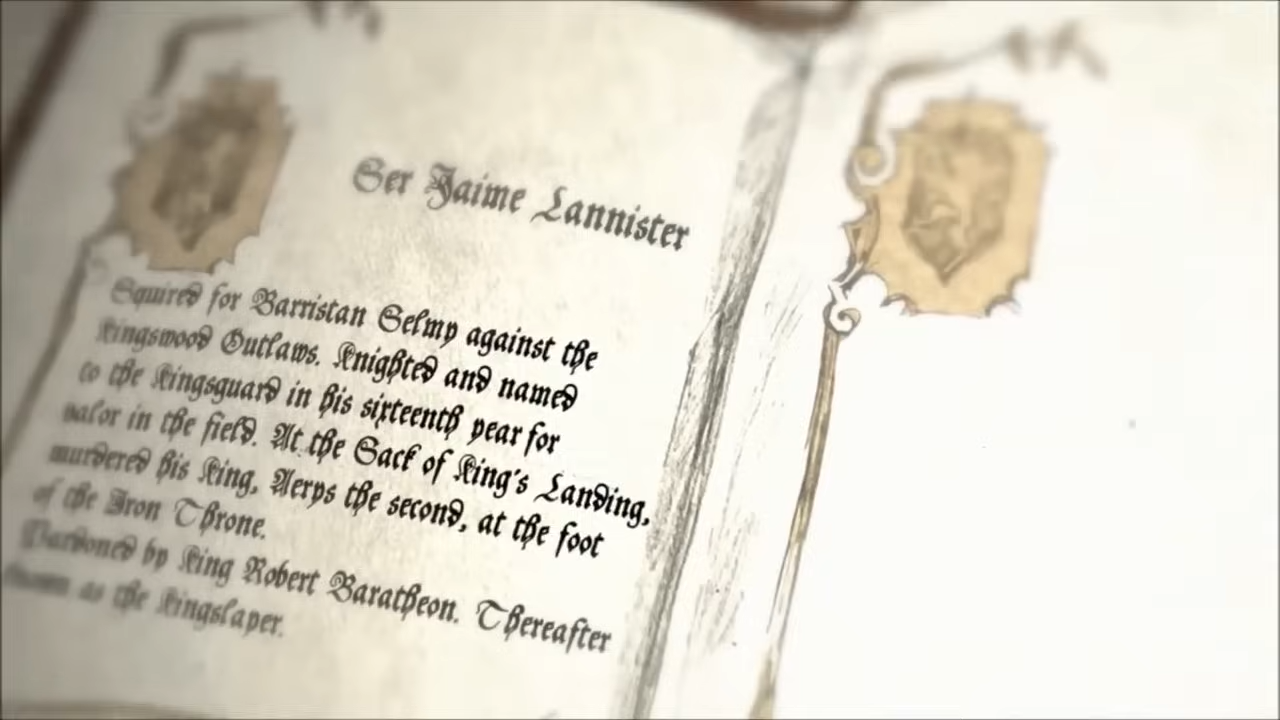 Ser Jaime Lannister
Squired for Barristan Selmy against the
Kingswood Outlaws. Knighted and named
to the Kingsguard in his sixteenth year for
valor in the field. At the Sack of King's Landing,
murdered his King, Aerys the second, at the foot
of the Iron Throne.
Pardoned by King Robert Baratheon. Thereafter
known as the Kingslayer.